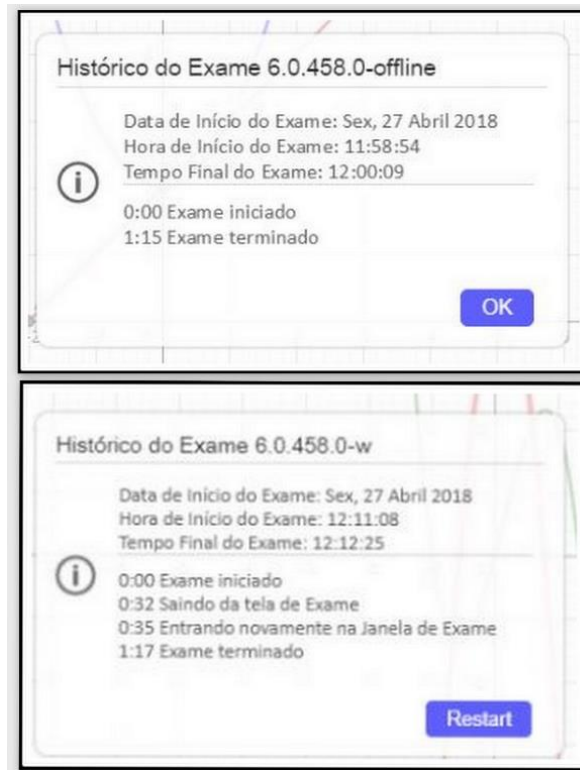 Histórico do Exame 6.0.458.0-offline
Data de Início do Exame: Sex, 27 Abril 2018
Hora de Início do Exame: 11:58:54
Tempo Final do Exame: 12:00:09
0:00 Exame iniciado
1:15 Exame terminado
OK
Histórico do Exame 6.0.458.0-w
Data de Início do Exame: Sex, 27 Abril 2018
Hora de Início do Exame: 12:11:08
Tempo Final do Exame: 12:12:25
0:00 Exame iniciado
0:32 Saindo da tela de Exame
0:35 Entrando novamente na Janela de Exame
1:17 Exame terminado
Restart